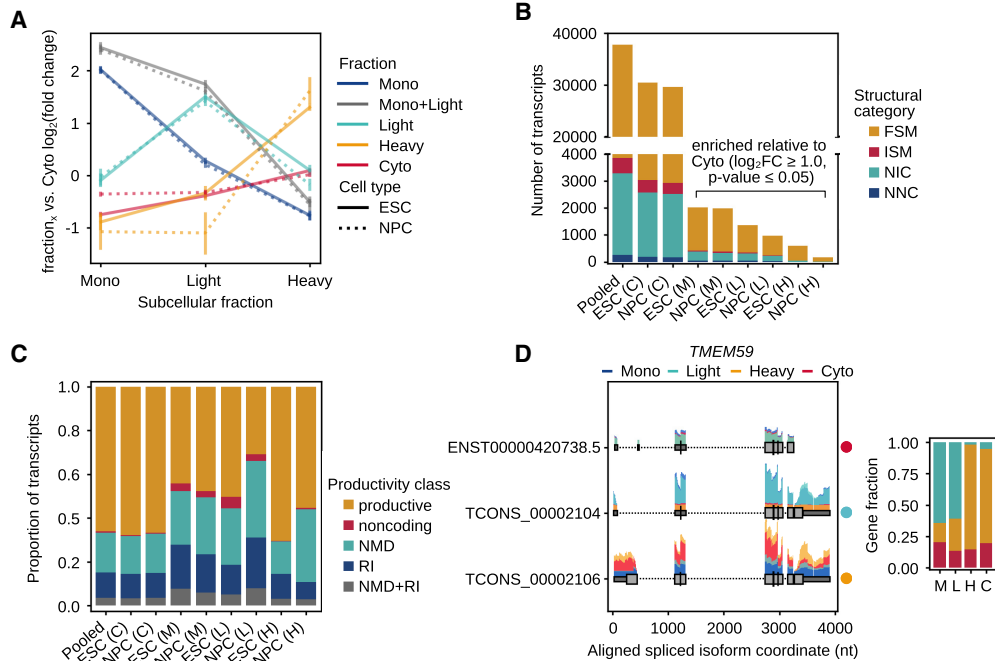 A
fraction_x vs. Cyto log₂(fold change)
2
1
0
-1
Mono
Light
Heavy
Subcellular fraction
Fraction
Mono
Mono+Light
Light
Heavy
Cyto
Cell type
ESC
NPC
B
Number of transcripts
40000
30000
20000
4000
3000
2000
1000
0
enriched relative to
Cyto (log₂FC ≥ 1.0,
p-value ≤ 0.05)
Pooled
ESC (C)
NPC (C)
ESC (M)
NPC (M)
ESC (L)
NPC (L)
ESC (H)
NPC (H)
Structural
category
FSM
ISM
NIC
NNC
C
Proportion of transcripts
1.0
0.8
0.6
0.5
0.2
0.0
Pooled
ESC (C)
NPC (C)
ESC (M)
NPC (M)
ESC (L)
NPC (L)
ESC (H)
NPC (H)
Productivity class
productive
noncoding
NMD
RI
NMD+RI
D
TMEM59
Mono Light Heavy Cyto
ENST00000420738.5
TCONS_00002104
TCONS_00002106
0 1000 2000 3000 4000
Aligned spliced isoform coordinate (nt)
Gene fraction
1.00
0.75
0.50
0.25
0.00
M L H C